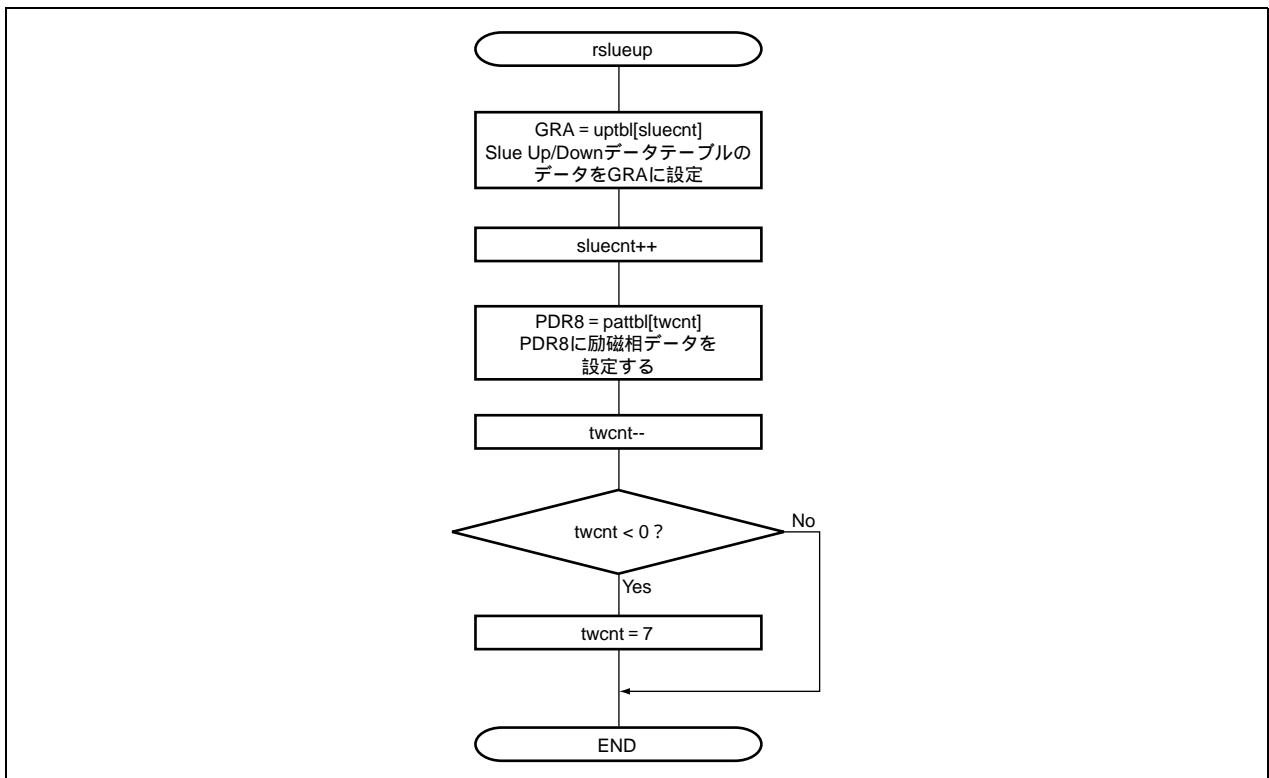 rslueup
GRA = uptbl[sluecnt]
Slue Up/Downデータテーブルの
データをGRAに設定
sluecnt++
PDR8 = pattbl[twcnt]
PDR8に励磁相データを
設定する
twcnt--
twcnt < 0 ?
No
Yes
twcnt = 7
END